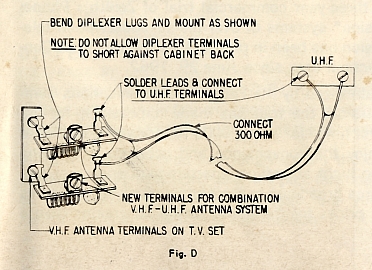 BEND DIPLEXER LUGS AND MOUNT AS SHOWN
NOTE: DO NOT ALLOW DIPLEXER TERMINALS
TO SHORT AGAINST CABINET BACK
U.H.F.
SOLDER LEADS & CONNECT
TO U.H.F. TERMINALS
CONNECT
300 OHM
NEW TERMINALS FOR COMBINATION
V.H.F-U.H.F. ANTENNA SYSTEM
V.H.F. ANTENNA TERMINALS ON T.V. SET
Fig. D